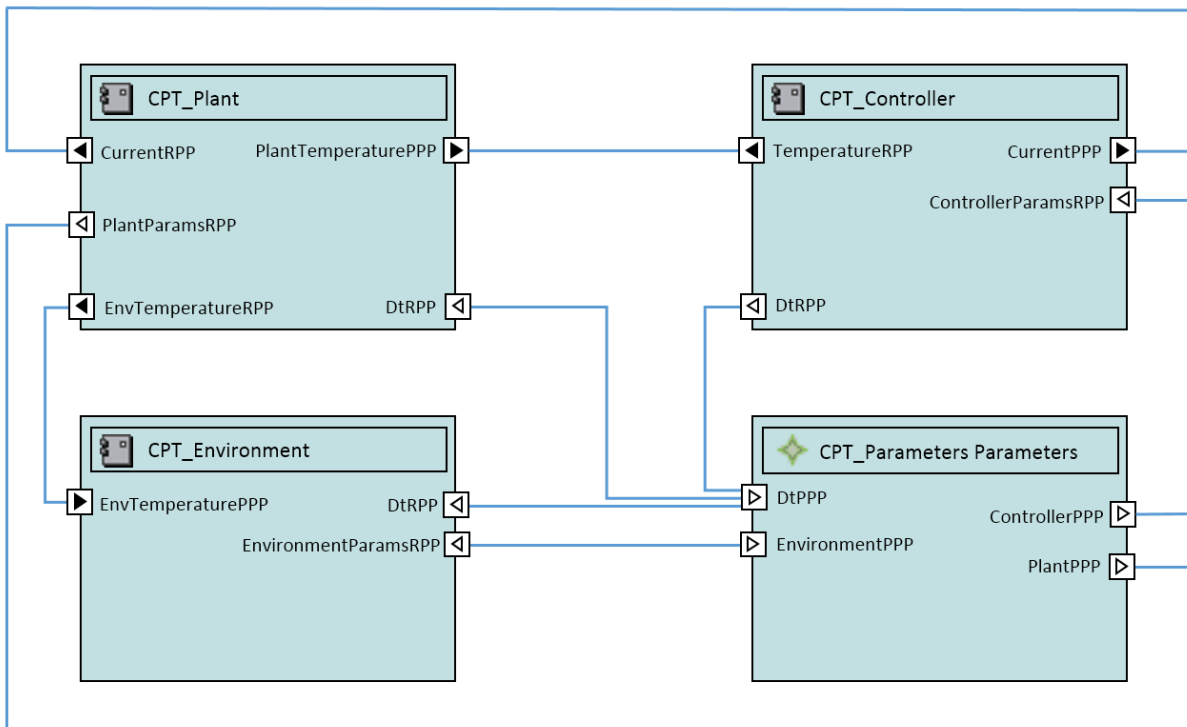 CPT_Plant
CurrentRPP
PlantTemperaturePPP
PlantParamsRPP
EnvTemperatureRPP
DtRPP
CPT_Controller
TemperatureRPP
CurrentPPP
ControllerParamsRPP
DtRPP
CPT_Environment
EnvTemperaturePPP
DtRPP
EnvironmentParamsRPP
CPT_Parameters Parameters
DtPPP
ControllerPPP
EnvironmentPPP
PlantPPP